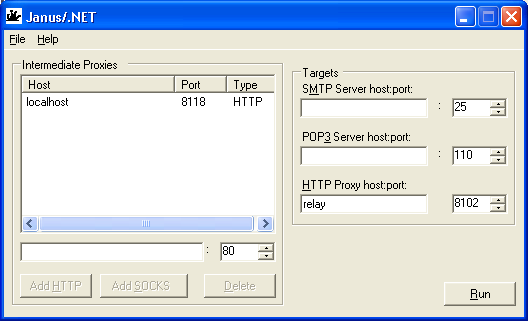 Janus/.NET
File Help
Intermediate Proxies
Host Port Type
localhost 8118 HTTP
: 80
Add HTTP Add SOCKS Delete
Targets
SMTP Server host:port:
: 25
POP3 Server host:port:
: 110
HTTP Proxy host:port:
relay 8102
Run